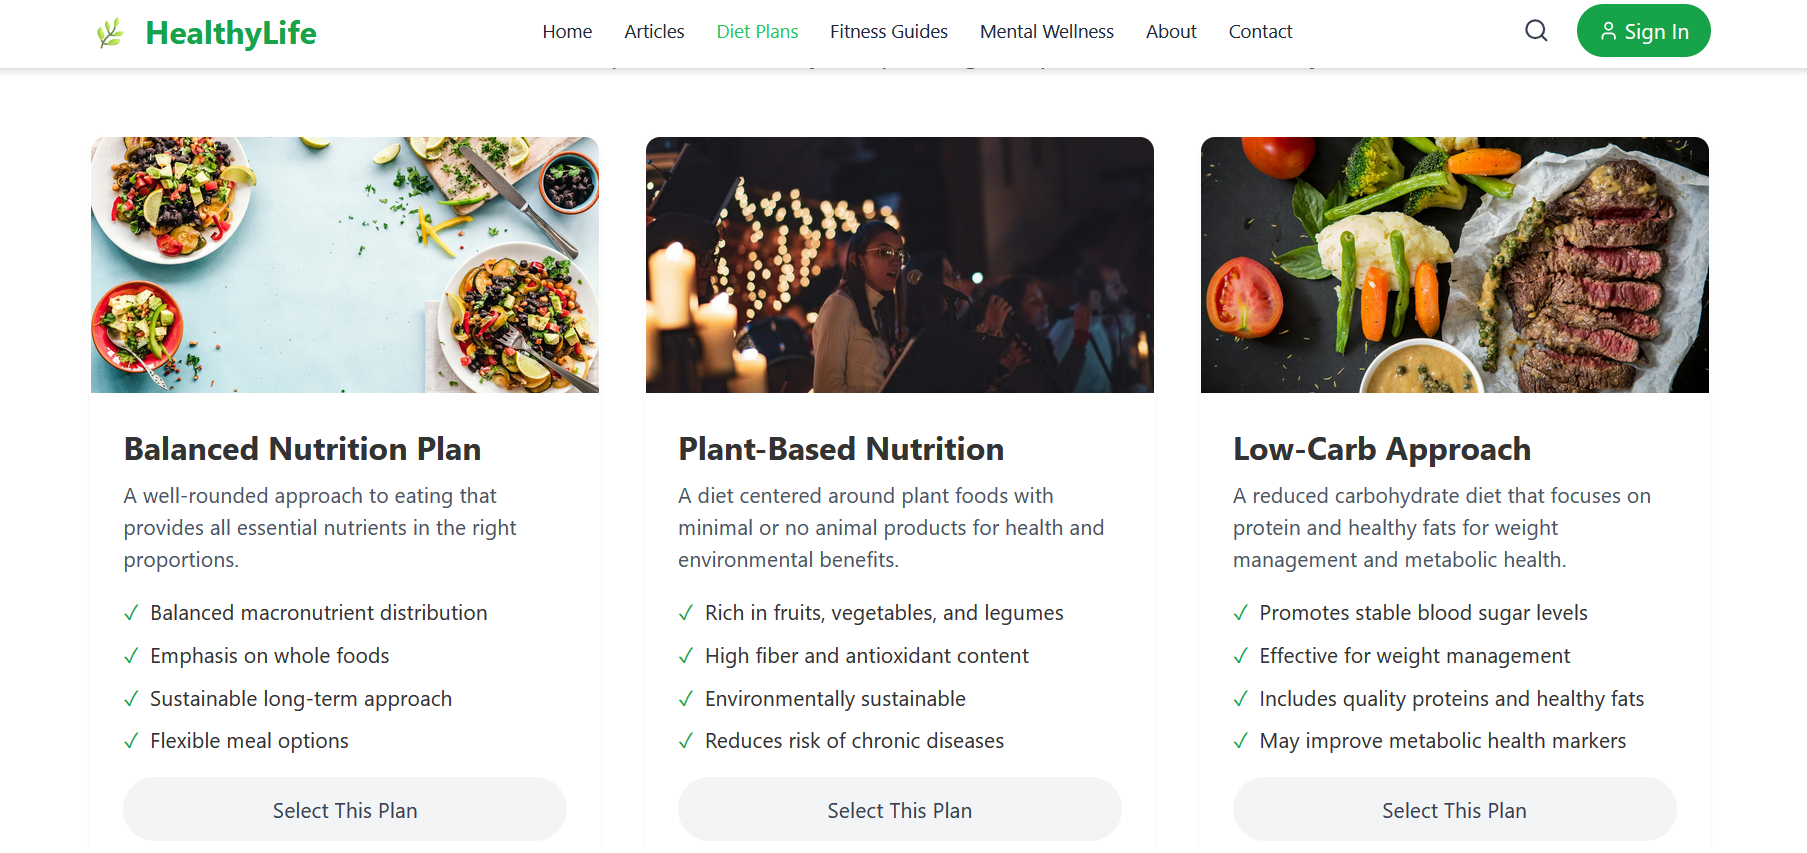 HealthyLife
Home
Articles
Diet Plans
Fitness Guides
Mental Wellness
About
Contact
Sign In
Balanced Nutrition Plan
A well-rounded approach to eating that
provides all essential nutrients in the right
proportions.
✓ Balanced macronutrient distribution
✓ Emphasis on whole foods
✓ Sustainable long-term approach
✓ Flexible meal options
Select This Plan
Plant-Based Nutrition
A diet centered around plant foods with
minimal or no animal products for health and
environmental benefits.
✓ Rich in fruits, vegetables, and legumes
✓ High fiber and antioxidant content
✓ Environmentally sustainable
✓ Reduces risk of chronic diseases
Select This Plan
Low-Carb Approach
A reduced carbohydrate diet that focuses on
protein and healthy fats for weight
management and metabolic health.
✓ Promotes stable blood sugar levels
✓ Effective for weight management
✓ Includes quality proteins and healthy fats
✓ May improve metabolic health markers
Select This Plan